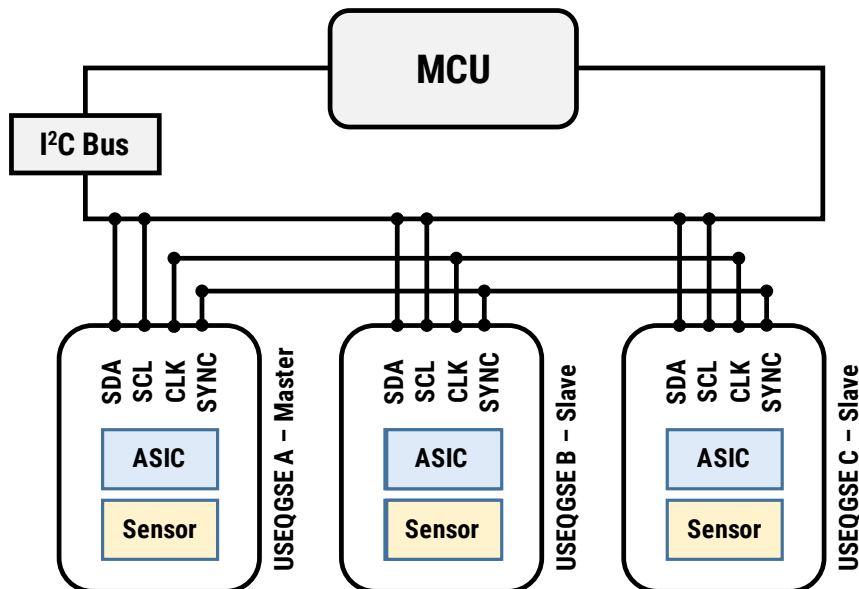 MCU
I²C Bus
SDA
SCL
CLK
SYNC
ASIC
Sensor
USEQGSE A – Master
SDA
SCL
CLK
SYNC
ASIC
Sensor
USEQGSE B – Slave
SDA
SCL
CLK
SYNC
ASIC
Sensor
USEQGSE C – Slave